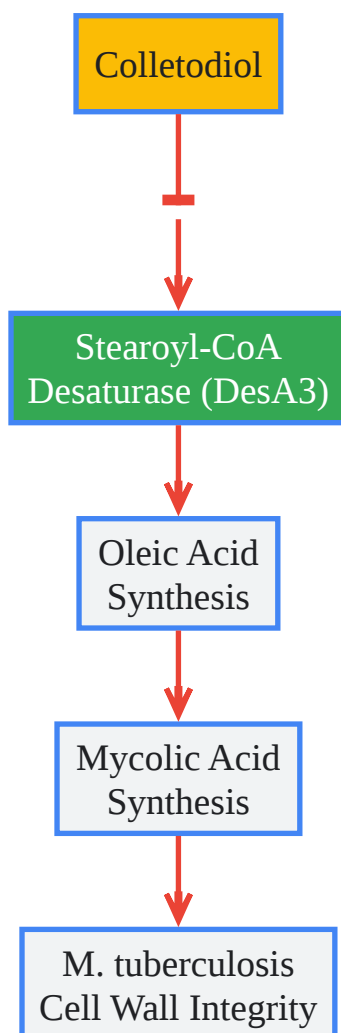 Colletodiol
Stearoyl-CoA
Desaturase (DesA3)
Oleic Acid
Synthesis
Mycolic Acid
Synthesis
M. tuberculosis
Cell Wall Integrity